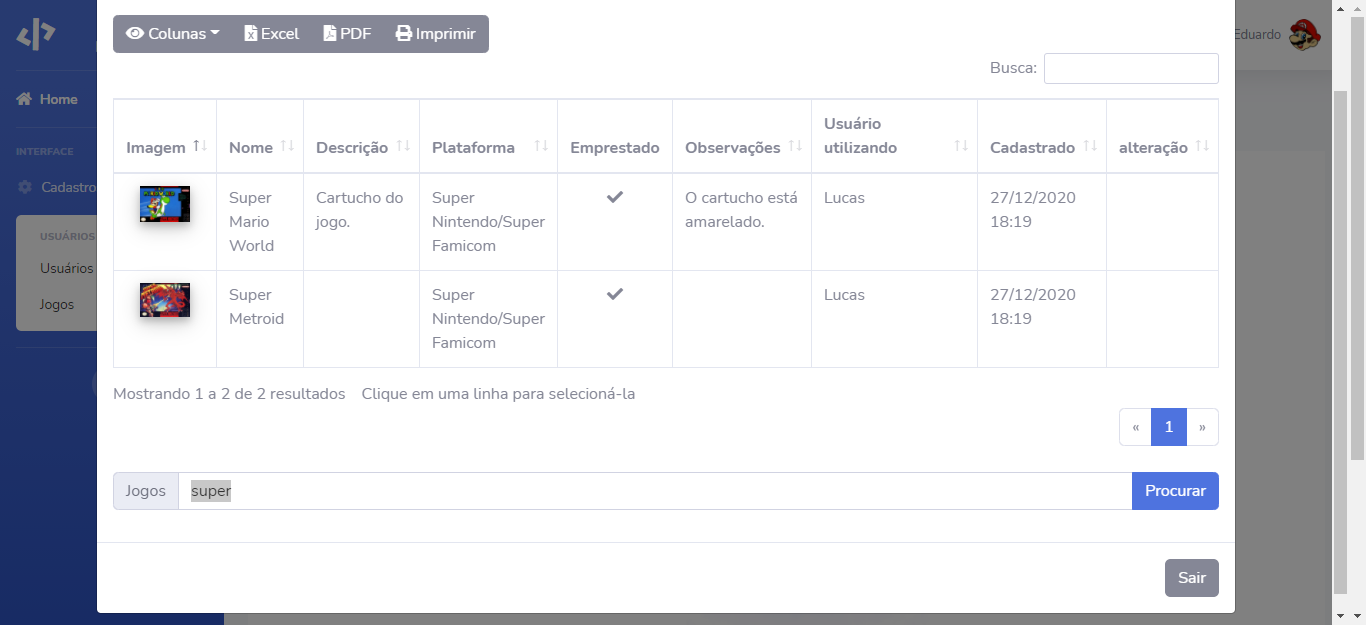 Colunas Excel PDF Imprimir
Eduardo
Busca:
Home
INTERFACE
Cadastro
USUÁRIOS
Usuários
Jogos
Imagem Nome Descrição Plataforma Emprestado Observações Usuário utilizando Cadastrado alteração
Super Mario World
Cartucho do jogo.
Super Nintendo/Super Famicom
O cartucho está amarelado.
Lucas
27/12/2020 18:19
Super Metroid
Super Nintendo/Super Famicom
Lucas
27/12/2020 18:19
Mostrando 1 a 2 de 2 resultados Clique em uma linha para selecioná-la
« 1 »
Jogos super Procurar
Sair